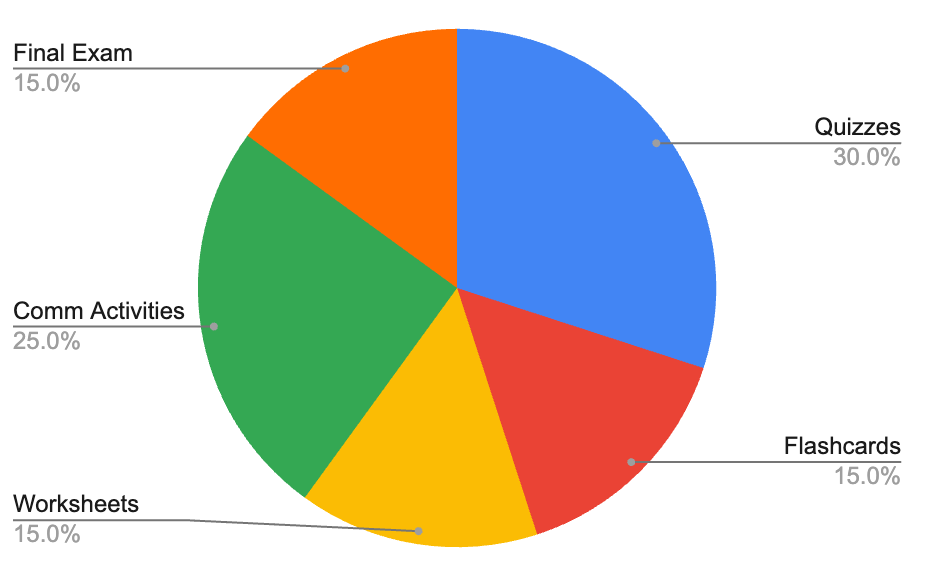 Final Exam
15.0%
Quizzes
30.0%
Comm Activities
25.0%
Flashcards
15.0%
Worksheets
15.0%